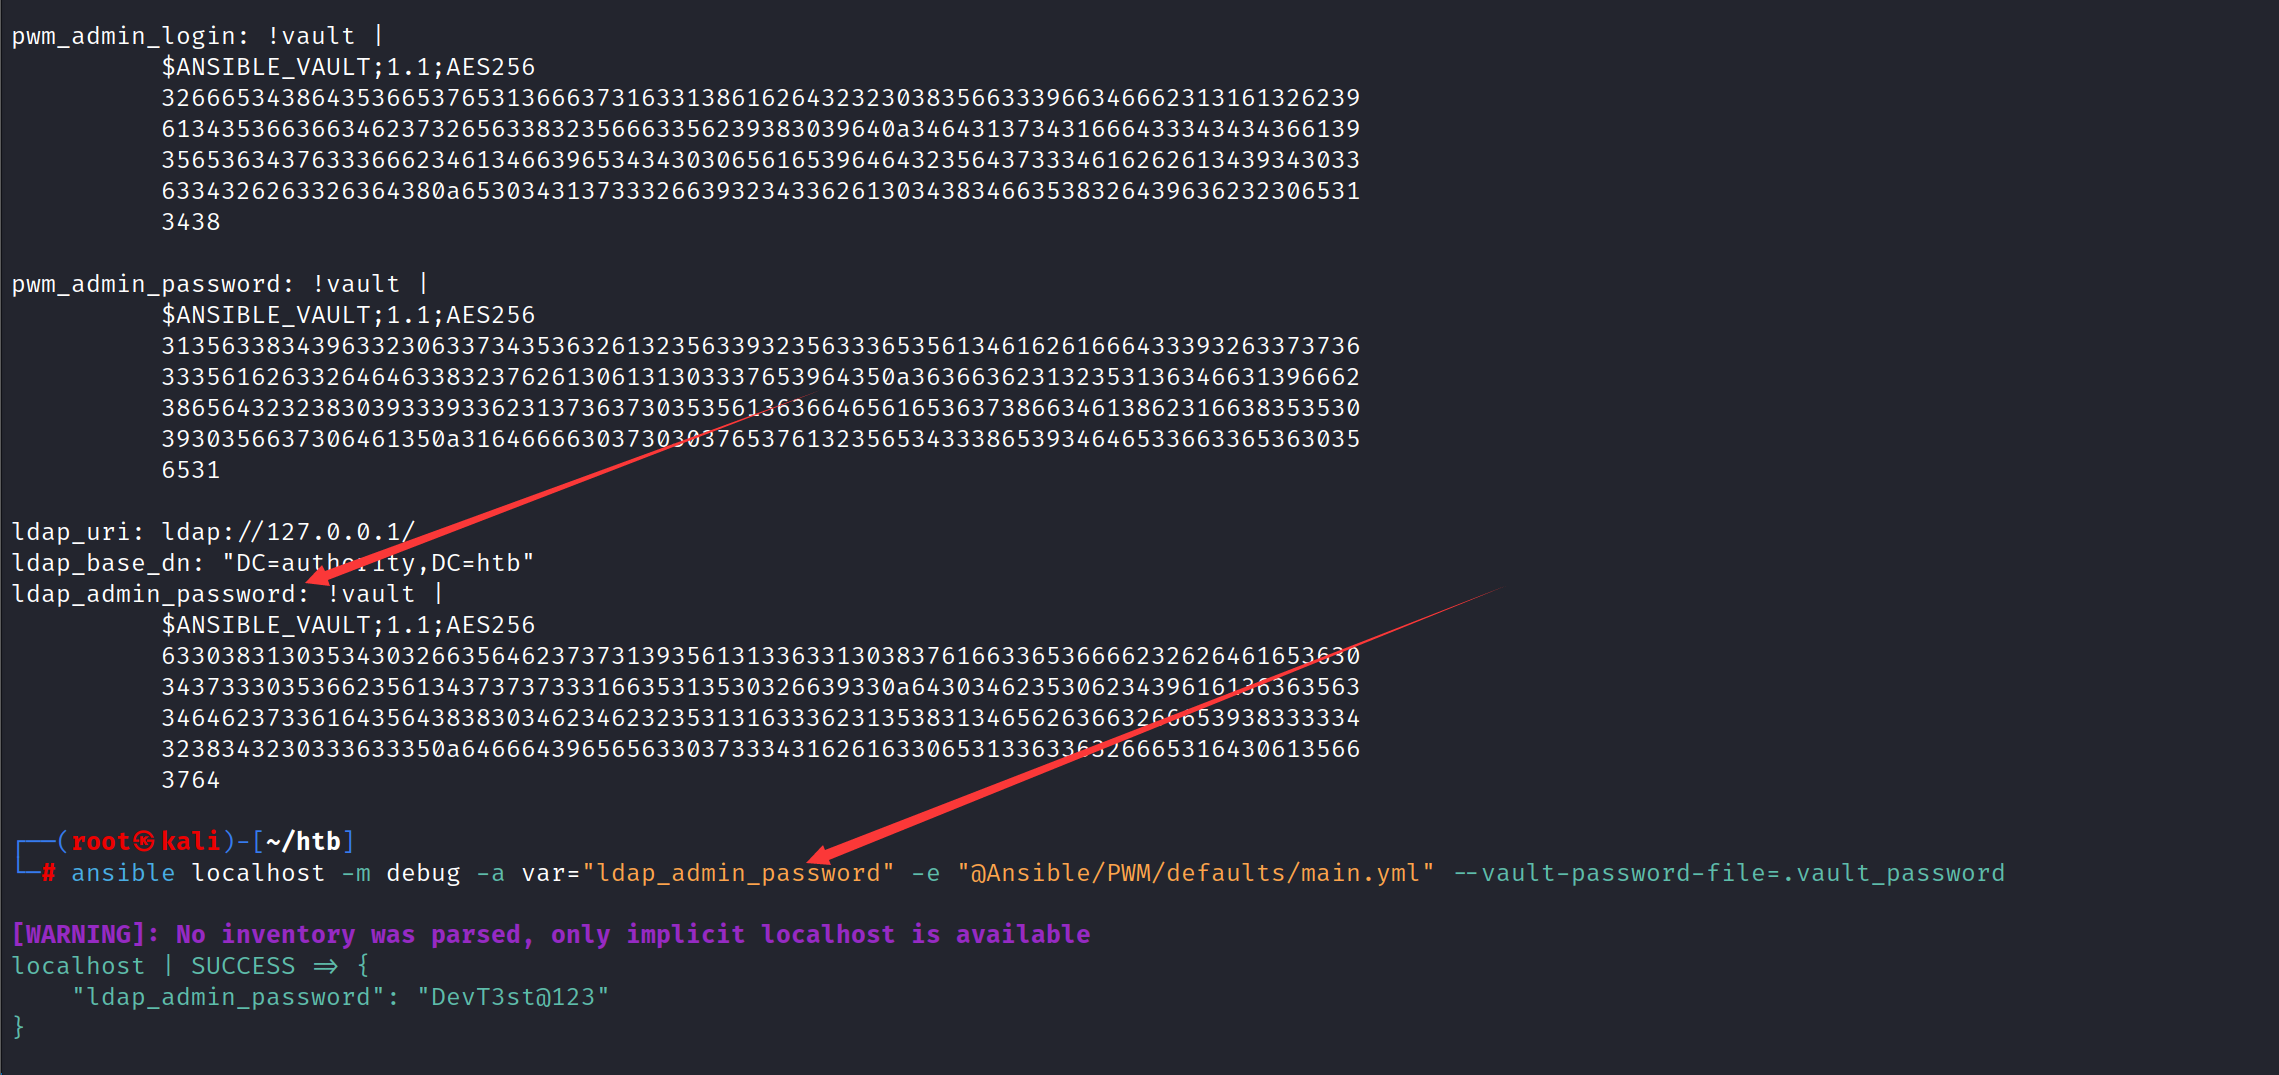 pwm_admin_login: !vault |
$ANSIBLE_VAULT;1.1;AES256
32666534386435366537653136663731633138616264323230383566333966346662313161326239
6134353663663462373265633832356663356239383039640a346431373431666433343434366139
35653634376333666234613466396534343030656165396464323564373334616262613439343033
6334326263326364380a653034313733326639323433626130343834663538326439636232306531
3438
pwm_admin_password: !vault |
$ANSIBLE_VAULT;1.1;AES256
31356338343963323063373435363261323563393235633365356134616261666433393263373736
3335616263326464633832376261306131303337653964350a363663623132353136346631396662
38656432323830393339336231373637303535613636646561653637386634613862316638353530
3930356637306461350a316466663037303037653761323565343338653934646533663365363035
6531
ldap_uri: ldap://127.0.0.1/
ldap_base_dn: "DC=authority,DC=htb"
ldap_admin_password: !vault |
$ANSIBLE_VAULT;1.1;AES256
63303831303534303266356462373731393561313363313038376166336536666232626461653630
3437333035366235613437373733316635313530326639330a643034623530623439616136363563
34646237336164356438383034623462323531316333623135383134656263663266653938333334
3238343230333633350a646664396565633037333431626163306531336336326665316430613566
3764
┌──(root㉿kali)-[~/htb]
└─# ansible localhost -m debug -a var="ldap_admin_password" -e "@Ansible/PWM/defaults/main.yml" --vault-password-file=.vault_password
[WARNING]: No inventory was parsed, only implicit localhost is available
localhost | SUCCESS => {
"ldap_admin_password": "DevT3st@123"
}